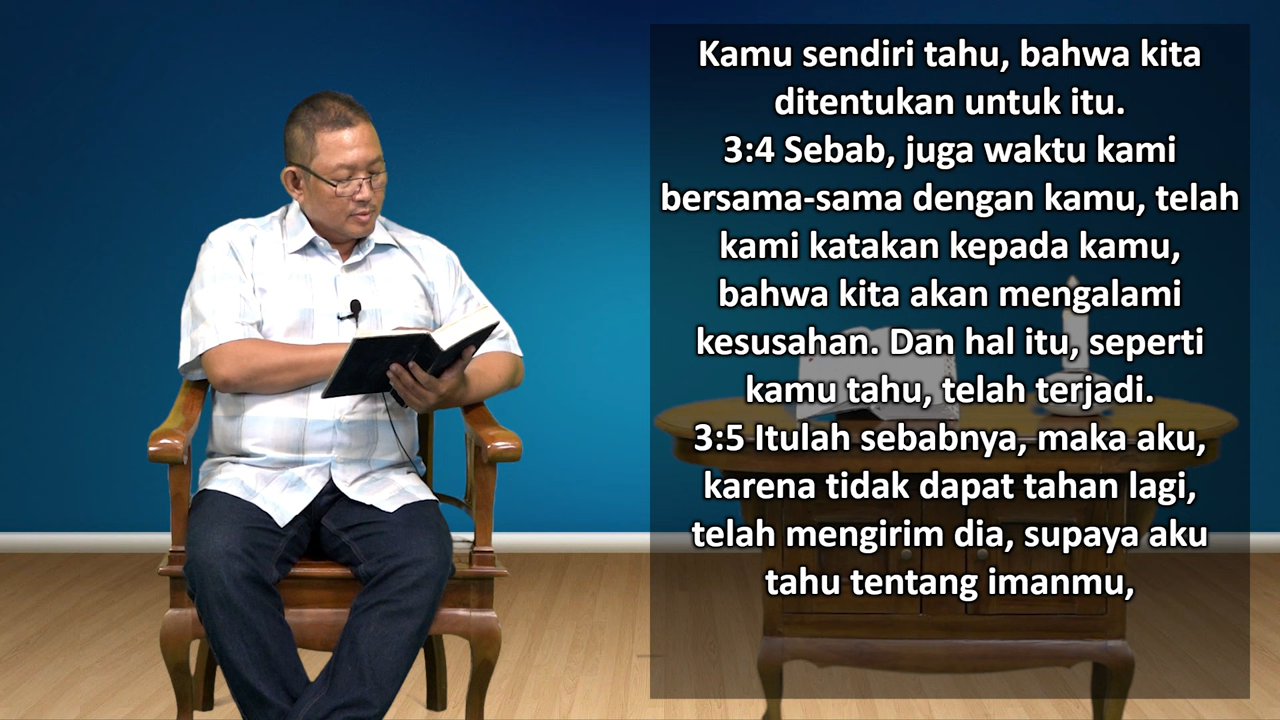 Kamu sendiri tahu, bahwa kita
ditentukan untuk itu.
3:4 Sebab, juga waktu kami
bersama-sama dengan kamu, telah
kami katakan kepada kamu,
bahwa kita akan mengalami
kesusahan. Dan hal itu, seperti
kamu tahu, telah terjadi.
3:5 Itulah sebabnya, maka aku,
karena tidak dapat tahan lagi,
telah mengirim dia, supaya aku
tahu tentang imanmu,